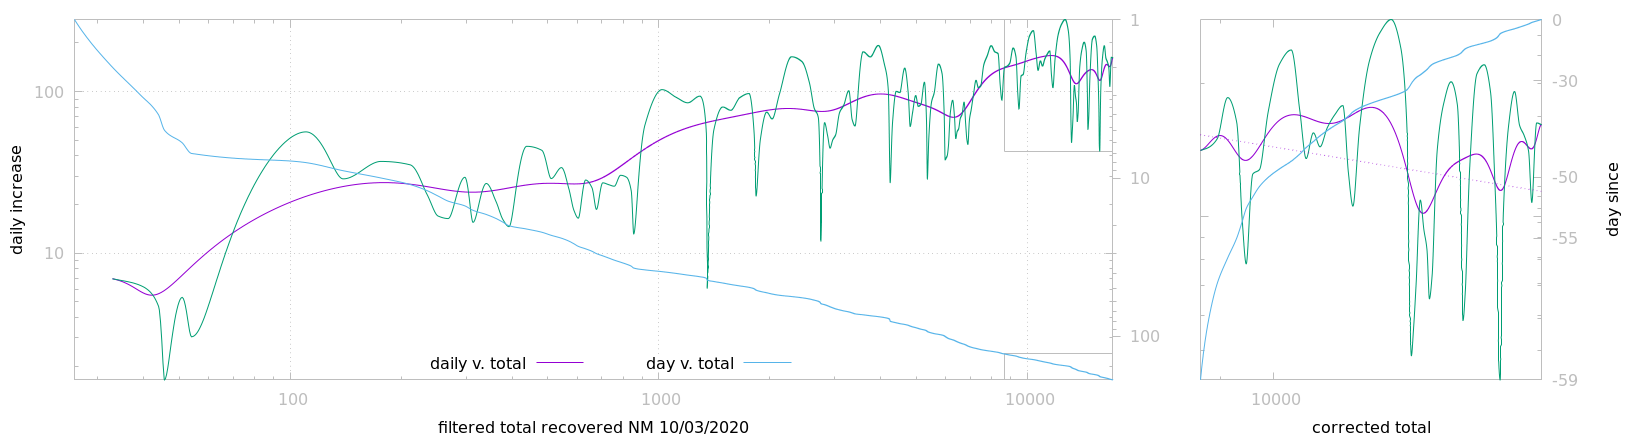 daily increase
100
10
100
1000
10000
1
10
100
daily v. total
day v. total
filtered total recovered NM 10/03/2020
10000
0
-30
-50
-55
-59
day since
corrected total